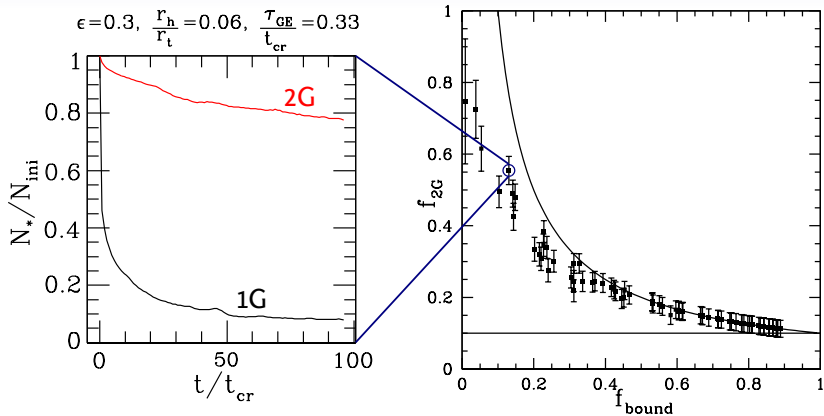 ϵ=0.3, r_h/r_t=0.06, τ_GE/t_cr=0.33
1
0.8
0.6
0.4
0.2
0
N_*/N_ini
2G
1G
0 50 100
t/t_cr
1
0.8
0.6
0.4
0.2
0
f_2G
0 0.2 0.4 0.6 0.8 1
f_bound